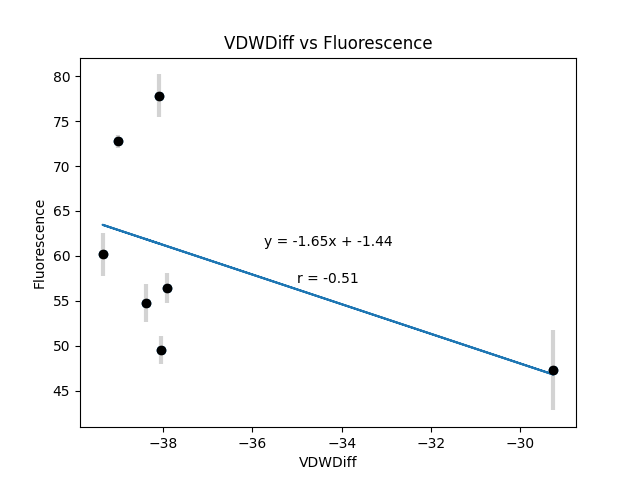 VDWDiff vs Fluorescence
80
75
70
65
60
55
50
45
Fluorescence
y = -1.65x + -1.44
r = -0.51
−38
−36
−34
−32
−30
VDWDiff